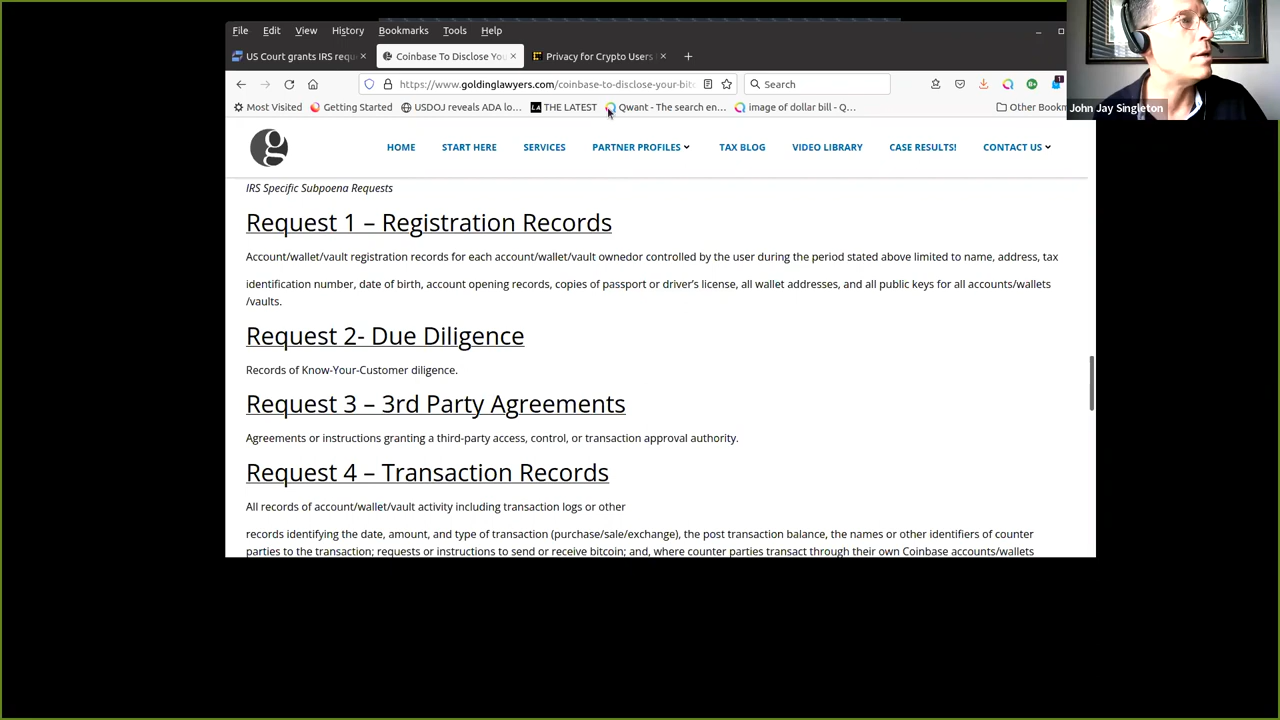 File Edit View History Bookmarks Tools Help
US Court grants IRS requ
Coinbase To Disclose You
Privacy for Crypto Users
https://www.goldinglawyers.com/coinbase-to-disclose-your-bitc
Search
Most Visited Getting Started USDOJ reveals ADA lo... LA THE LATEST Qwant - The search en... image of dollar bill - Q... Other Bookm
John Jay Singleton
g
HOME START HERE SERVICES PARTNER PROFILES TAX BLOG VIDEO LIBRARY CASE RESULTS! CONTACT US
IRS Specific Subpoena Requests
Request 1 – Registration Records
Account/wallet/vault registration records for each account/wallet/vault ownedor controlled by the user during the period stated above limited to name, address, tax
identification number, date of birth, account opening records, copies of passport or driver's license, all wallet addresses, and all public keys for all accounts/wallets
/vaults.
Request 2- Due Diligence
Records of Know-Your-Customer diligence.
Request 3 – 3rd Party Agreements
Agreements or instructions granting a third-party access, control, or transaction approval authority.
Request 4 – Transaction Records
All records of account/wallet/vault activity including transaction logs or other
records identifying the date, amount, and type of transaction (purchase/sale/exchange), the post transaction balance, the names or other identifiers of counter
parties to the transaction; requests or instructions to send or receive bitcoin; and, where counter parties transact through their own Coinbase accounts/wallets